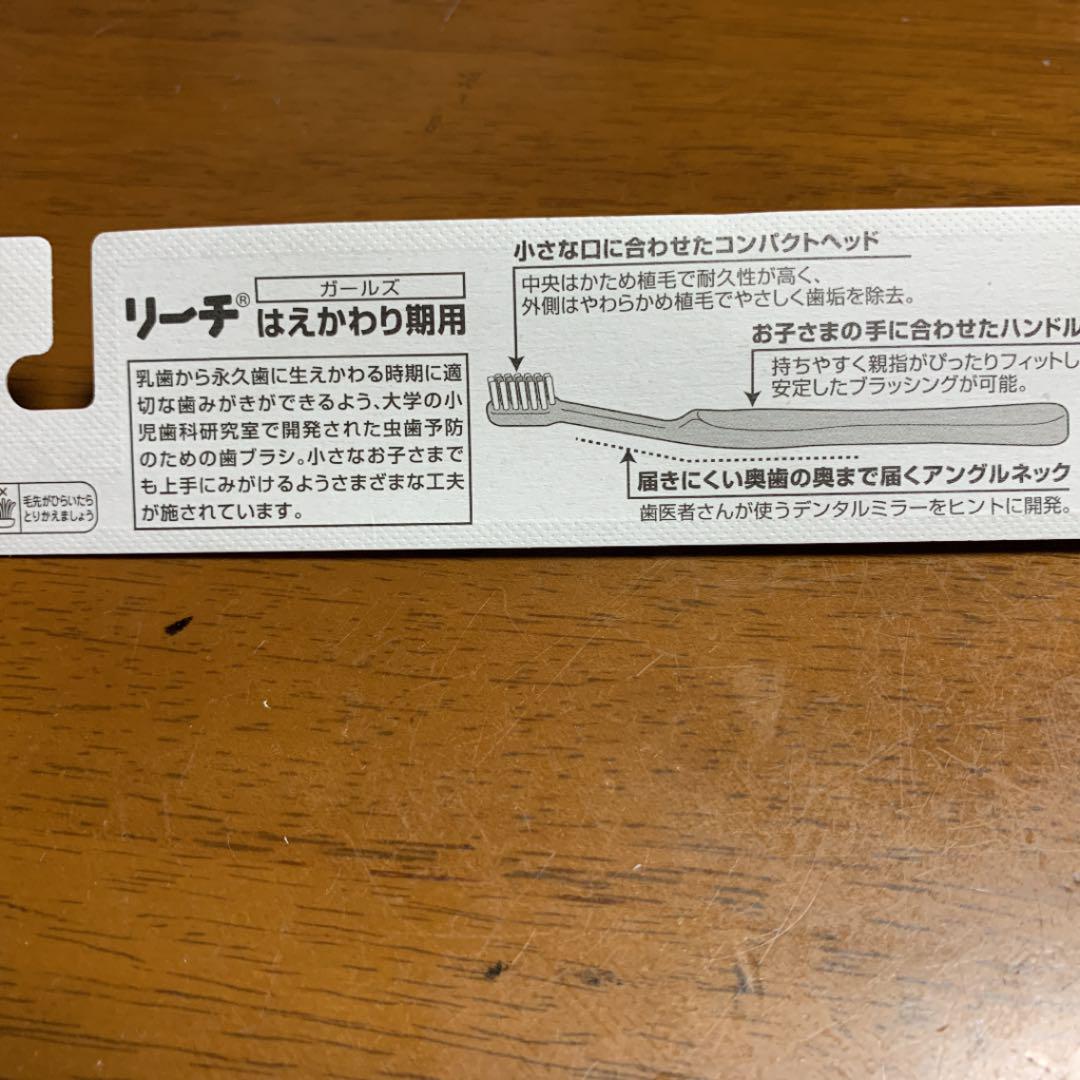 リーチ®
ガールズ
はえかわり期用
乳歯から永久歯に生えかわる時期に適
切な歯みがきができるよう、大学の小
児歯科研究室で開発された虫歯予防
のための歯ブラシ。小さなお子さまで
も上手にみがけるようさまざまな工夫
が施されています。
毛先がひらいたら
とりかえましょう
小さな口に合わせたコンパクトヘッド
中央はかため植毛で耐久性が高く、
外側はやわらかめ植毛でやさしく歯垢を除去。
お子さまの手に合わせたハンドル
持ちやすく親指がぴったりフィットし
安定したブラッシングが可能。
届きにくい奥歯の奥まで届くアングルネック
歯医者さんが使うデンタルミラーをヒントに開発。